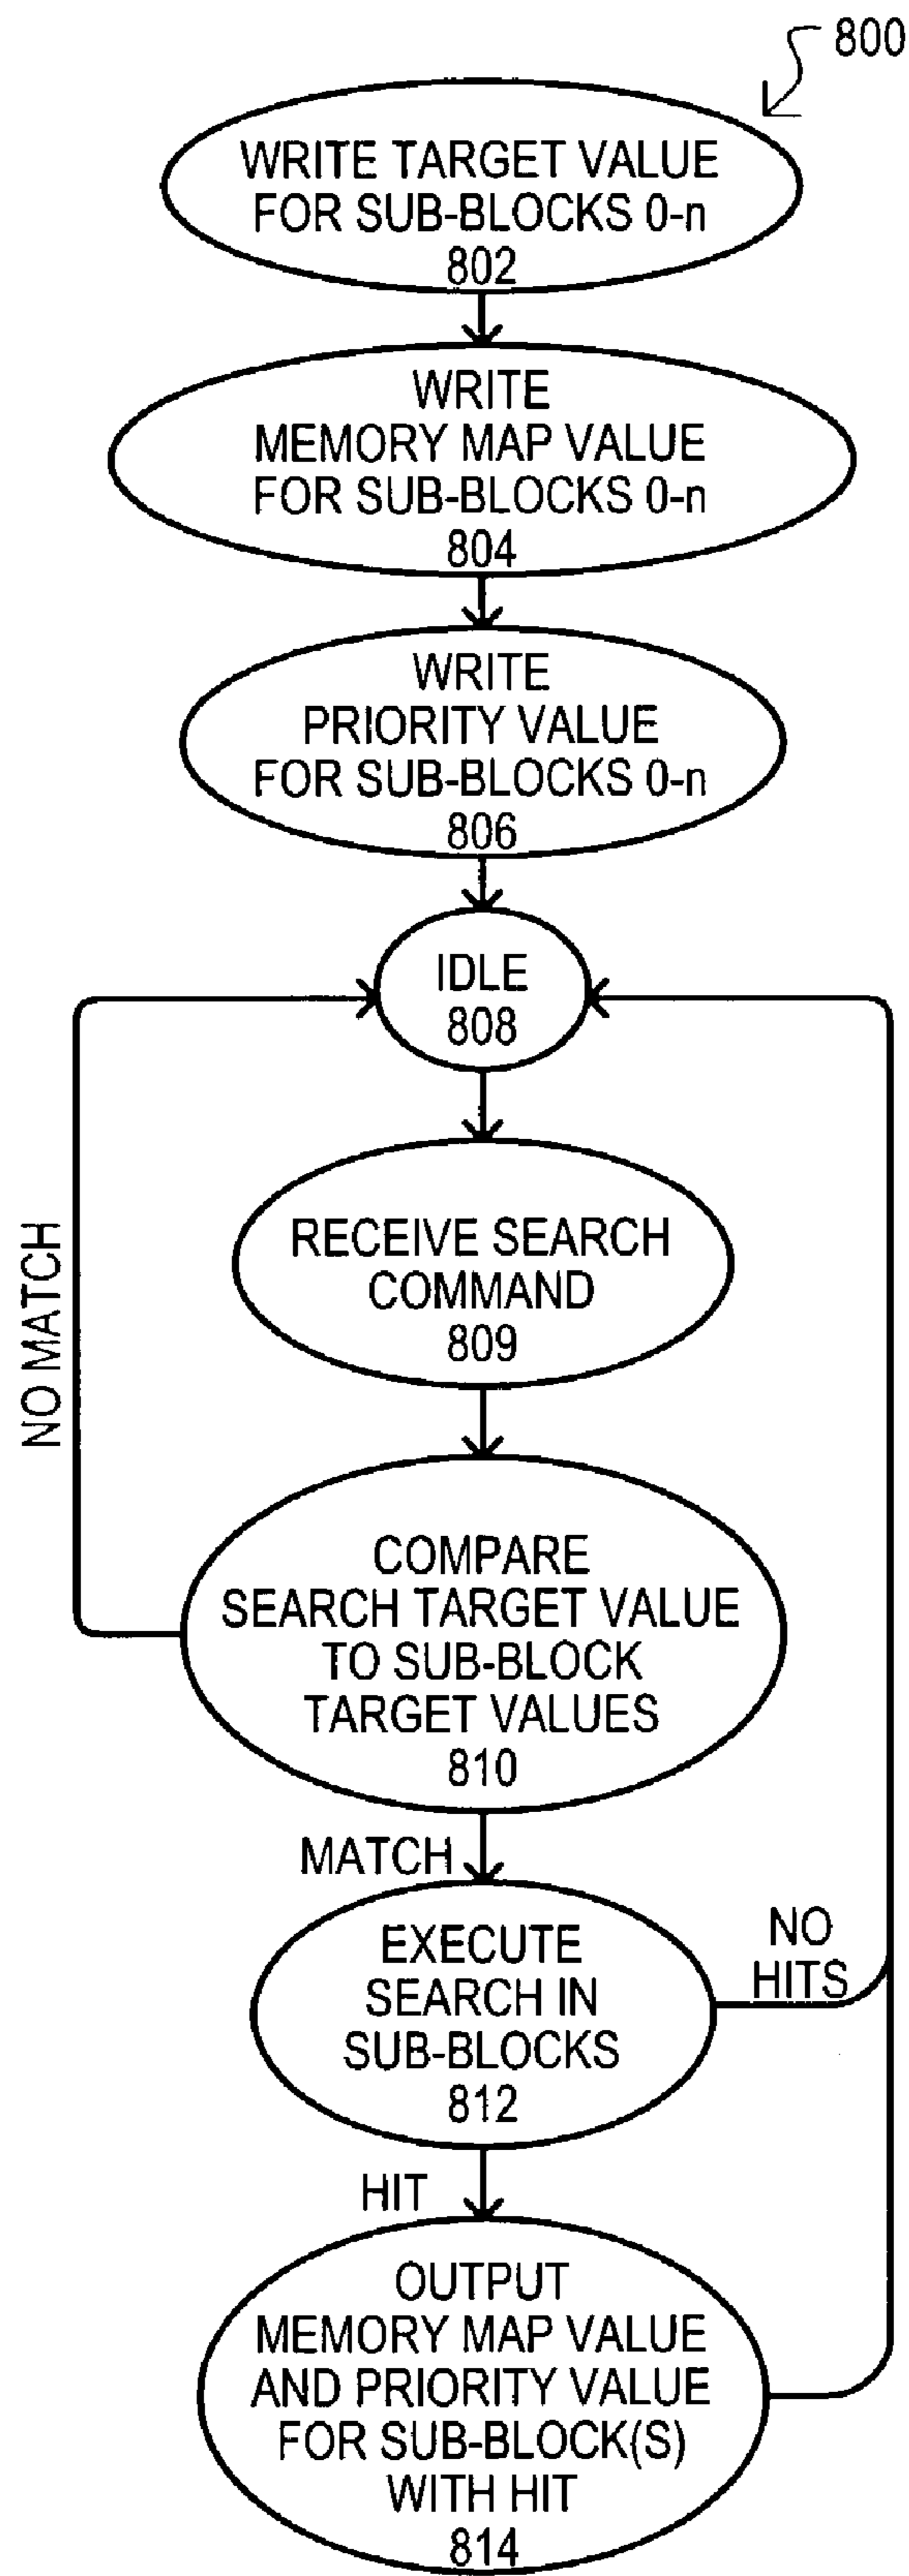 800
WRITE TARGET VALUE
FOR SUB-BLOCKS 0-n
802
WRITE
MEMORY MAP VALUE
FOR SUB-BLOCKS 0-n
804
WRITE
PRIORITY VALUE
FOR SUB-BLOCKS 0-n
806
IDLE
808
RECEIVE SEARCH
COMMAND
809
NO MATCH
COMPARE
SEARCH TARGET VALUE
TO SUB-BLOCK
TARGET VALUES
810
MATCH
EXECUTE
SEARCH IN
SUB-BLOCKS
812
NO
HITS
HIT
OUTPUT
MEMORY MAP VALUE
AND PRIORITY VALUE
FOR SUB-BLOCK(S)
WITH HIT
814